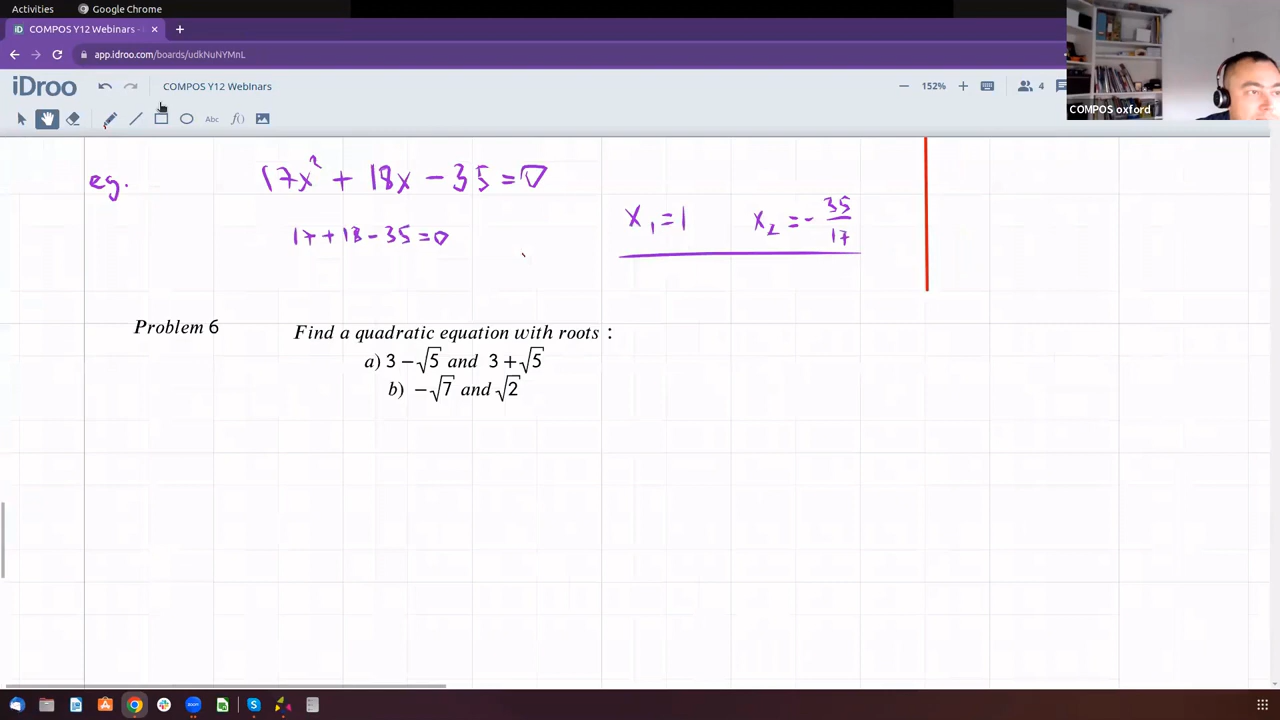 Activities
Google Chrome
COMPOS Y12 Webinars -
app.idroo.com/boards/udkNuNYMnL
iDroo
COMPOS Y12 WebInars
152%
4
Abc
f()
COMPOS oxford
eg. 17x² + 18x - 35 = 0
17 + 18 - 35 = 0
x₁ = 1 x₂ = - 35/17
Problem 6 Find a quadratic equation with roots :
a) 3 - √5 and 3 + √5
b) - √7 and √2